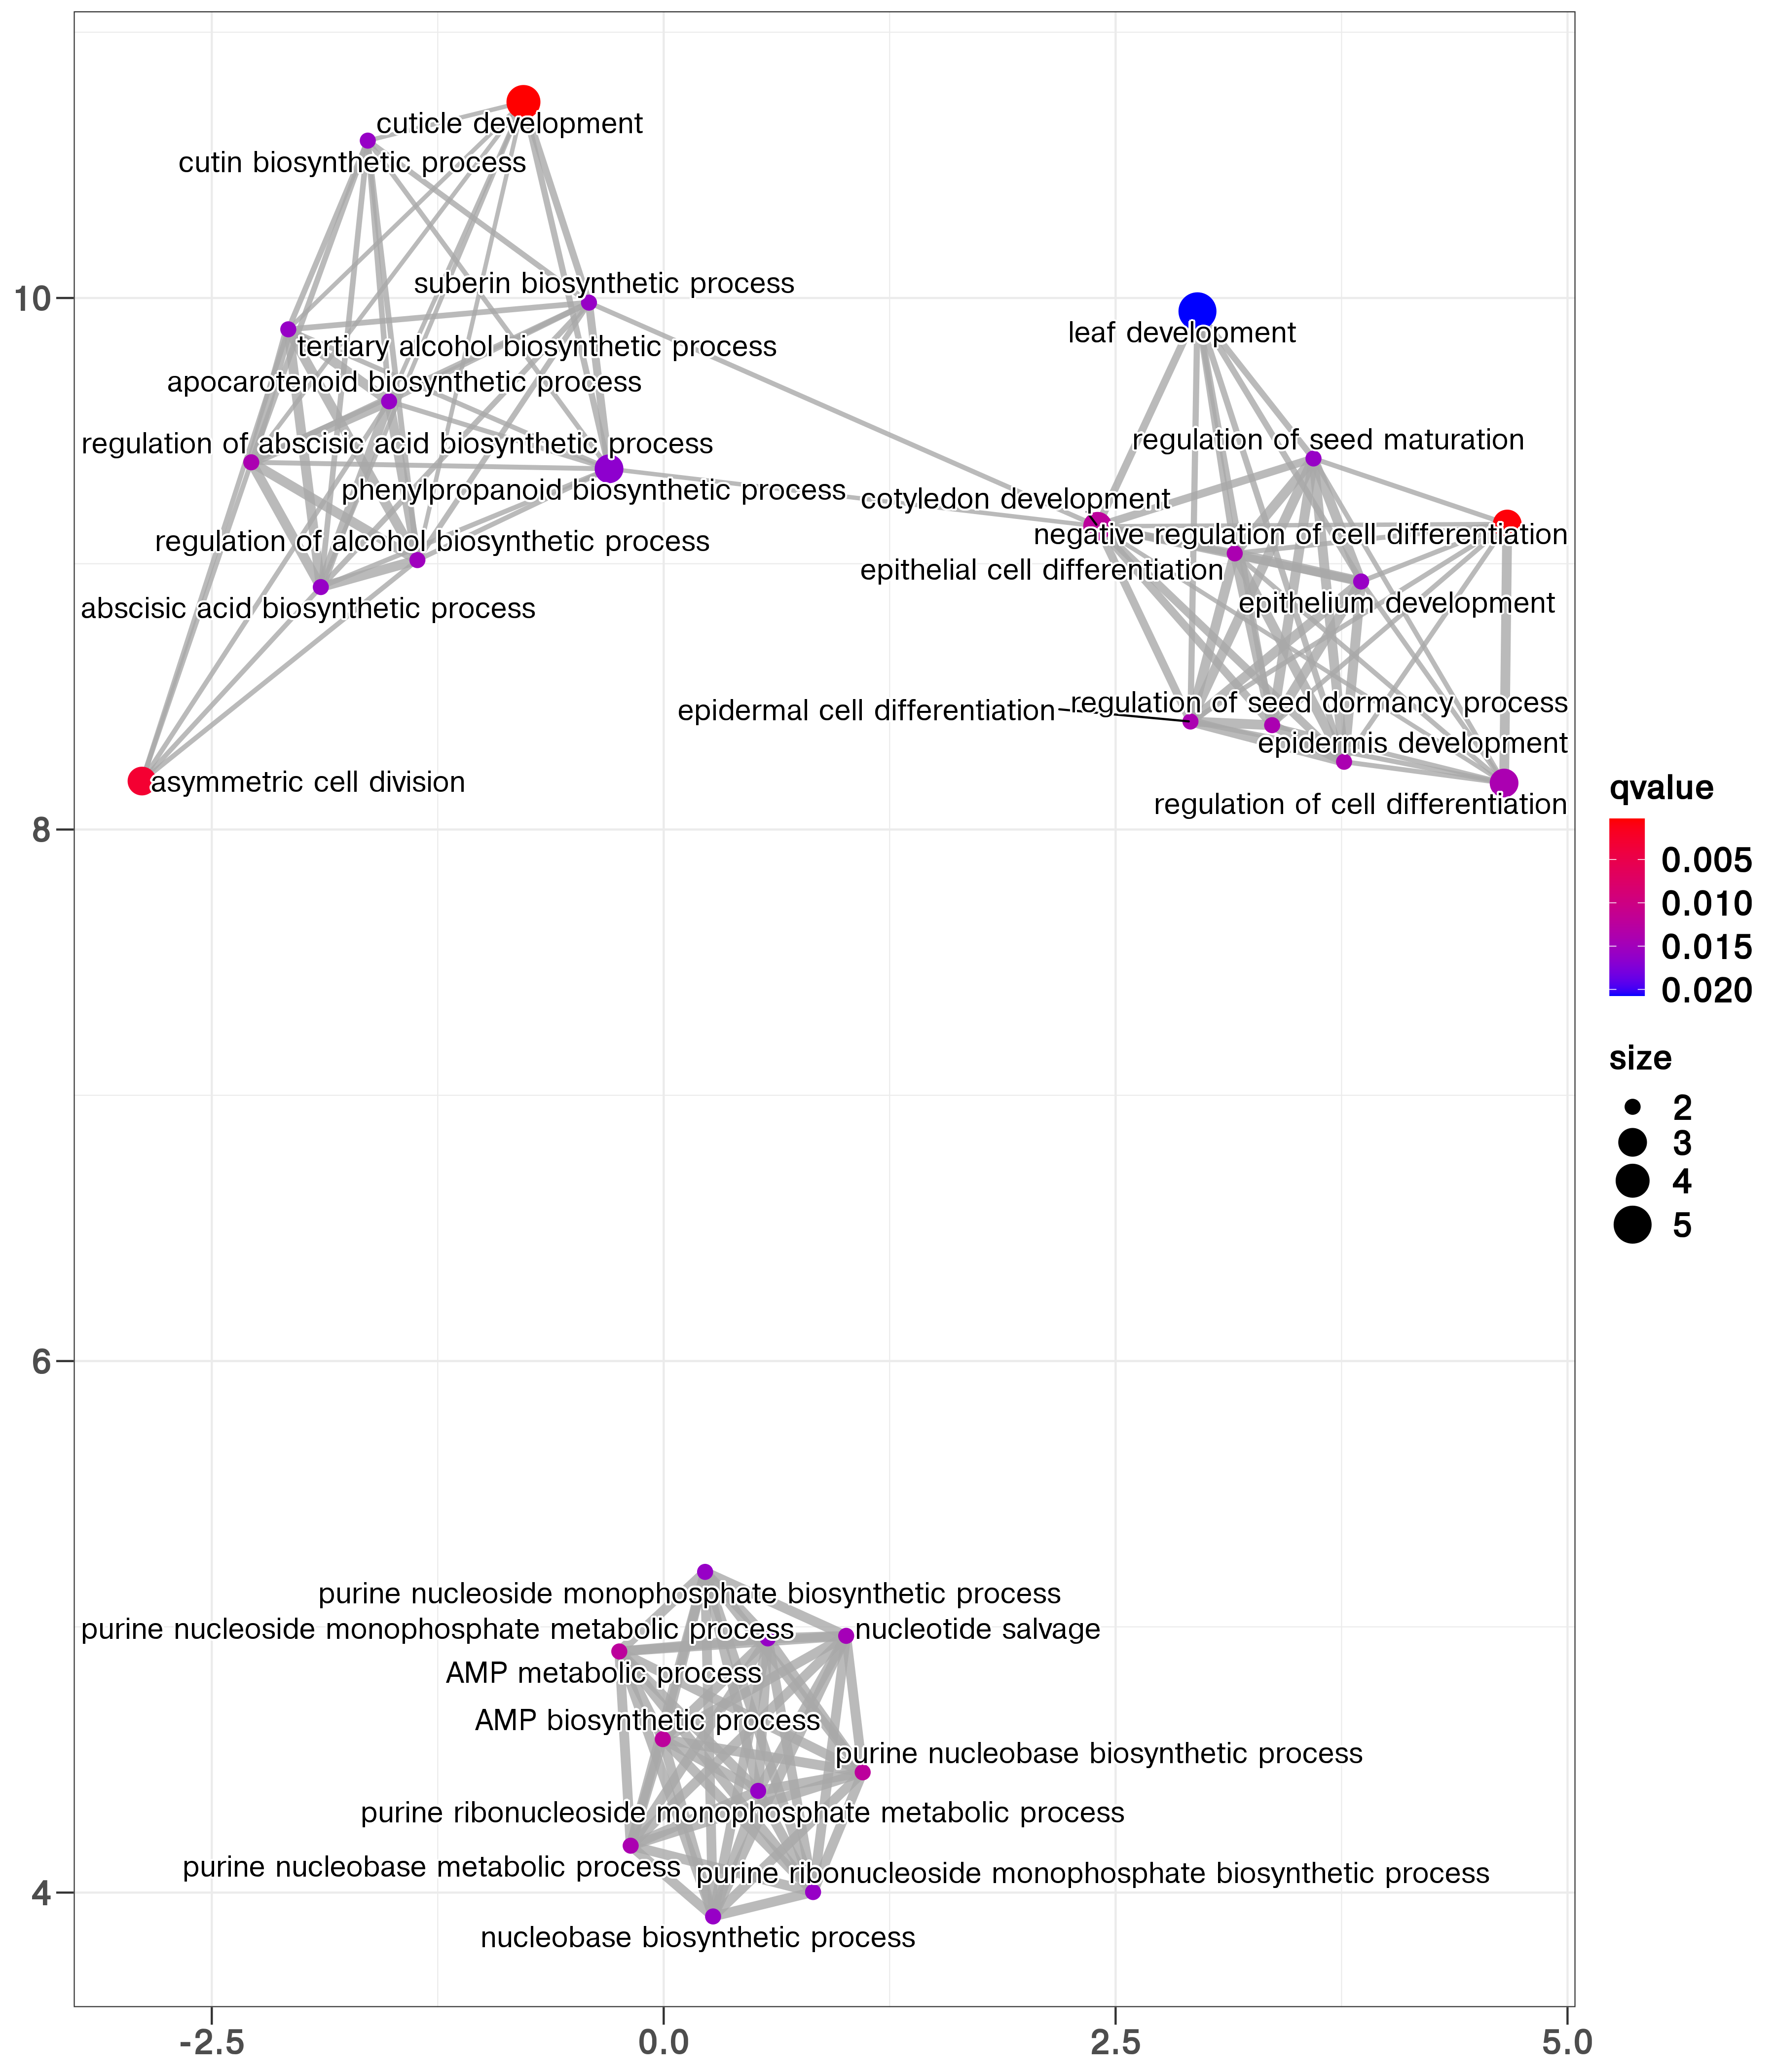 cuticle development
cutin biosynthetic process
suberin biosynthetic process
10
leaf development
tertiary alcohol biosynthetic process
apocarotenoid biosynthetic process
regulation of abscisic acid biosynthetic process
regulation of seed maturation
phenylpropanoid biosynthetic process
cotyledon development
negative regulation of cell differentiation
regulation of alcohol biosynthetic process
epithelial cell differentiation
abscisic acid biosynthetic process
epithelium development
epidermal cell differentiation
regulation of seed dormancy process
epidermis development
asymmetric cell division
regulation of cell differentiation
8
qvalue
0.005
0.010
0.015
0.020
size
2
3
4
5
6
purine nucleoside monophosphate biosynthetic process
purine nucleoside monophosphate metabolic process
nucleotide salvage
AMP metabolic process
AMP biosynthetic process
purine nucleobase biosynthetic process
purine ribonucleoside monophosphate metabolic process
purine nucleobase metabolic process
purine ribonucleoside monophosphate biosynthetic process
4
nucleobase biosynthetic process
-2.5
0.0
2.5
5.0